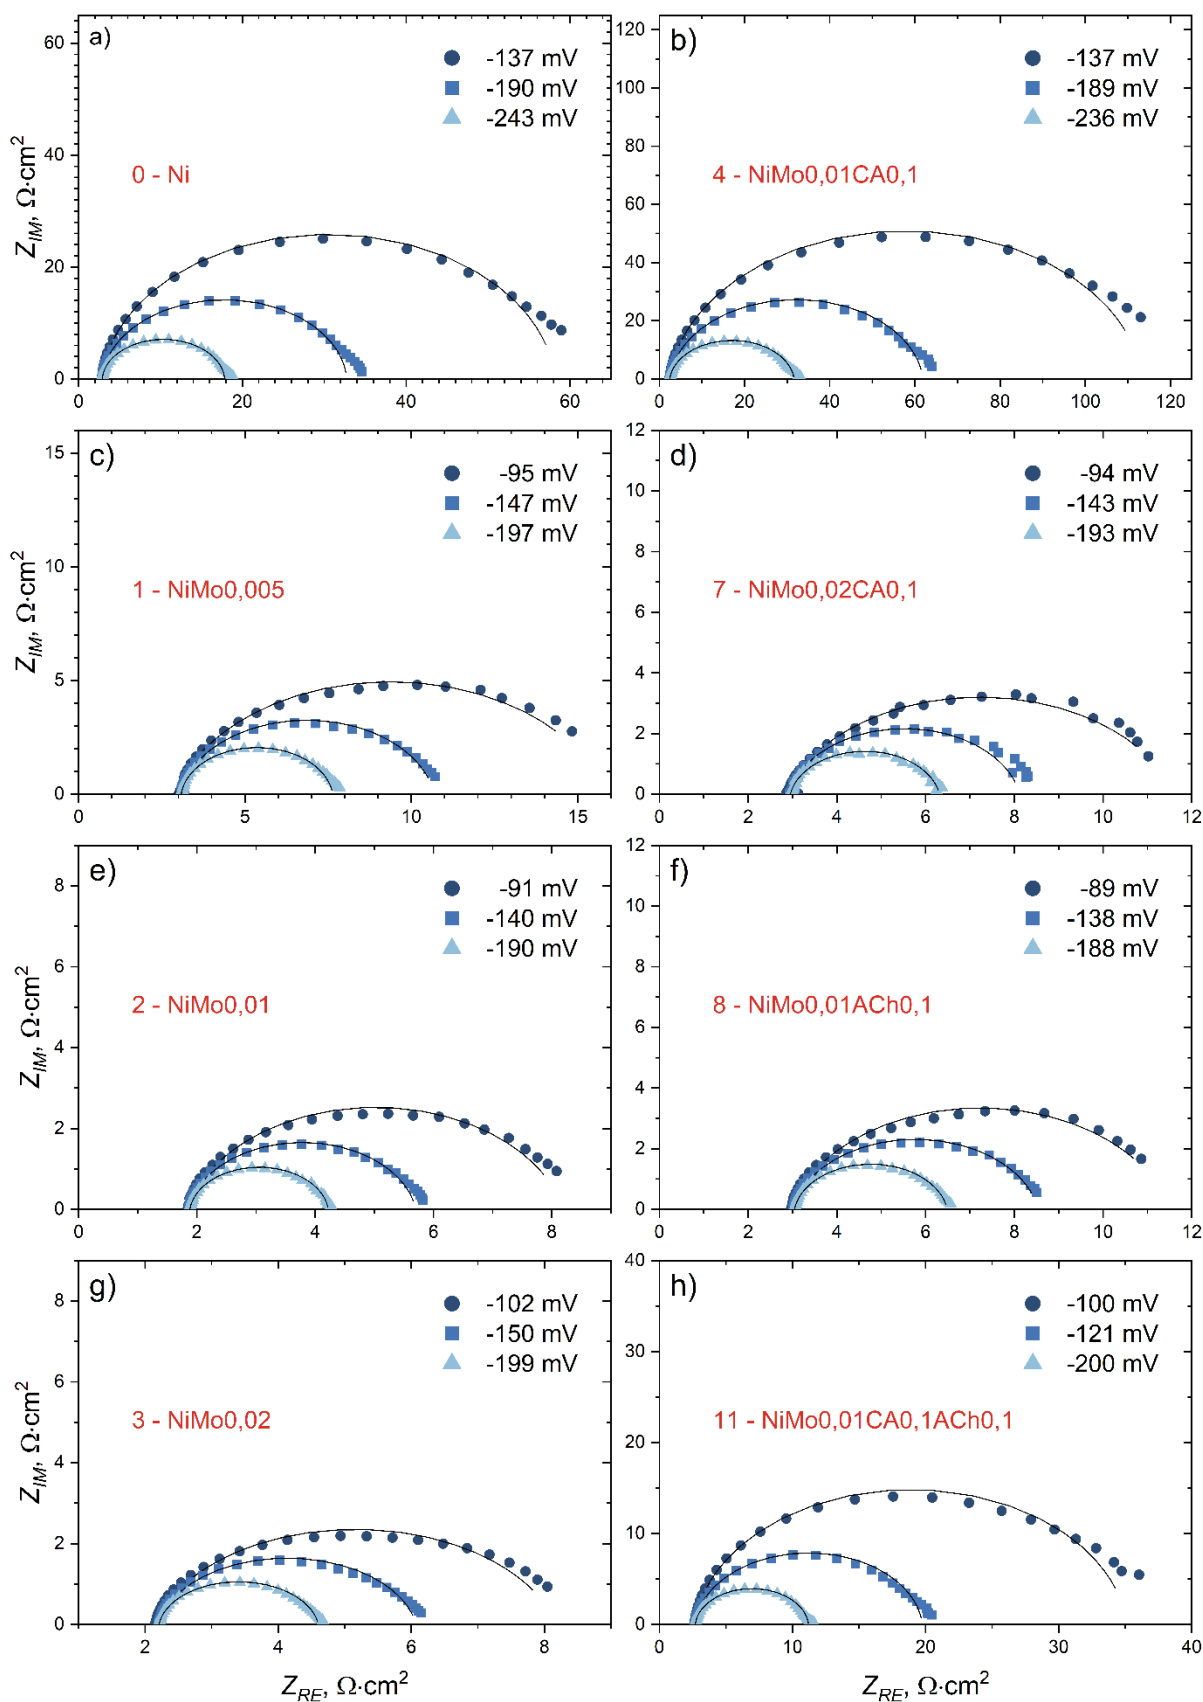 a)
-137 mV
-190 mV
-243 mV
0 - Ni
Z_IM, Ω·cm²
60
40
20
0
0 20 40 60
b)
-137 mV
-189 mV
-236 mV
4 - NiMo0,01CA0,1
120
100
80
60
40
20
0
0 20 40 60 80 100 120
c)
-95 mV
-147 mV
-197 mV
1 - NiMo0,005
Z_IM, Ω·cm²
15
10
5
0
5 10 15
d)
-94 mV
-143 mV
-193 mV
7 - NiMo0,02CA0,1
12
10
8
6
4
2
0
0 2 4 6 8 10 12
e)
-91 mV
-140 mV
-190 mV
2 - NiMo0,01
Z_IM, Ω·cm²
8
6
4
2
0
0 2 4 6 8
f)
-89 mV
-138 mV
-188 mV
8 - NiMo0,01ACh0,1
12
10
8
6
4
2
0
0 2 4 6 8 10 12
g)
-102 mV
-150 mV
-199 mV
3 - NiMo0,02
Z_IM, Ω·cm²
8
6
4
2
0
2 4 6 8
Z_RE, Ω·cm²
h)
-100 mV
-121 mV
-200 mV
11 - NiMo0,01CA0,1ACh0,1
40
30
20
10
0
0 10 20 30 40
Z_RE, Ω·cm²